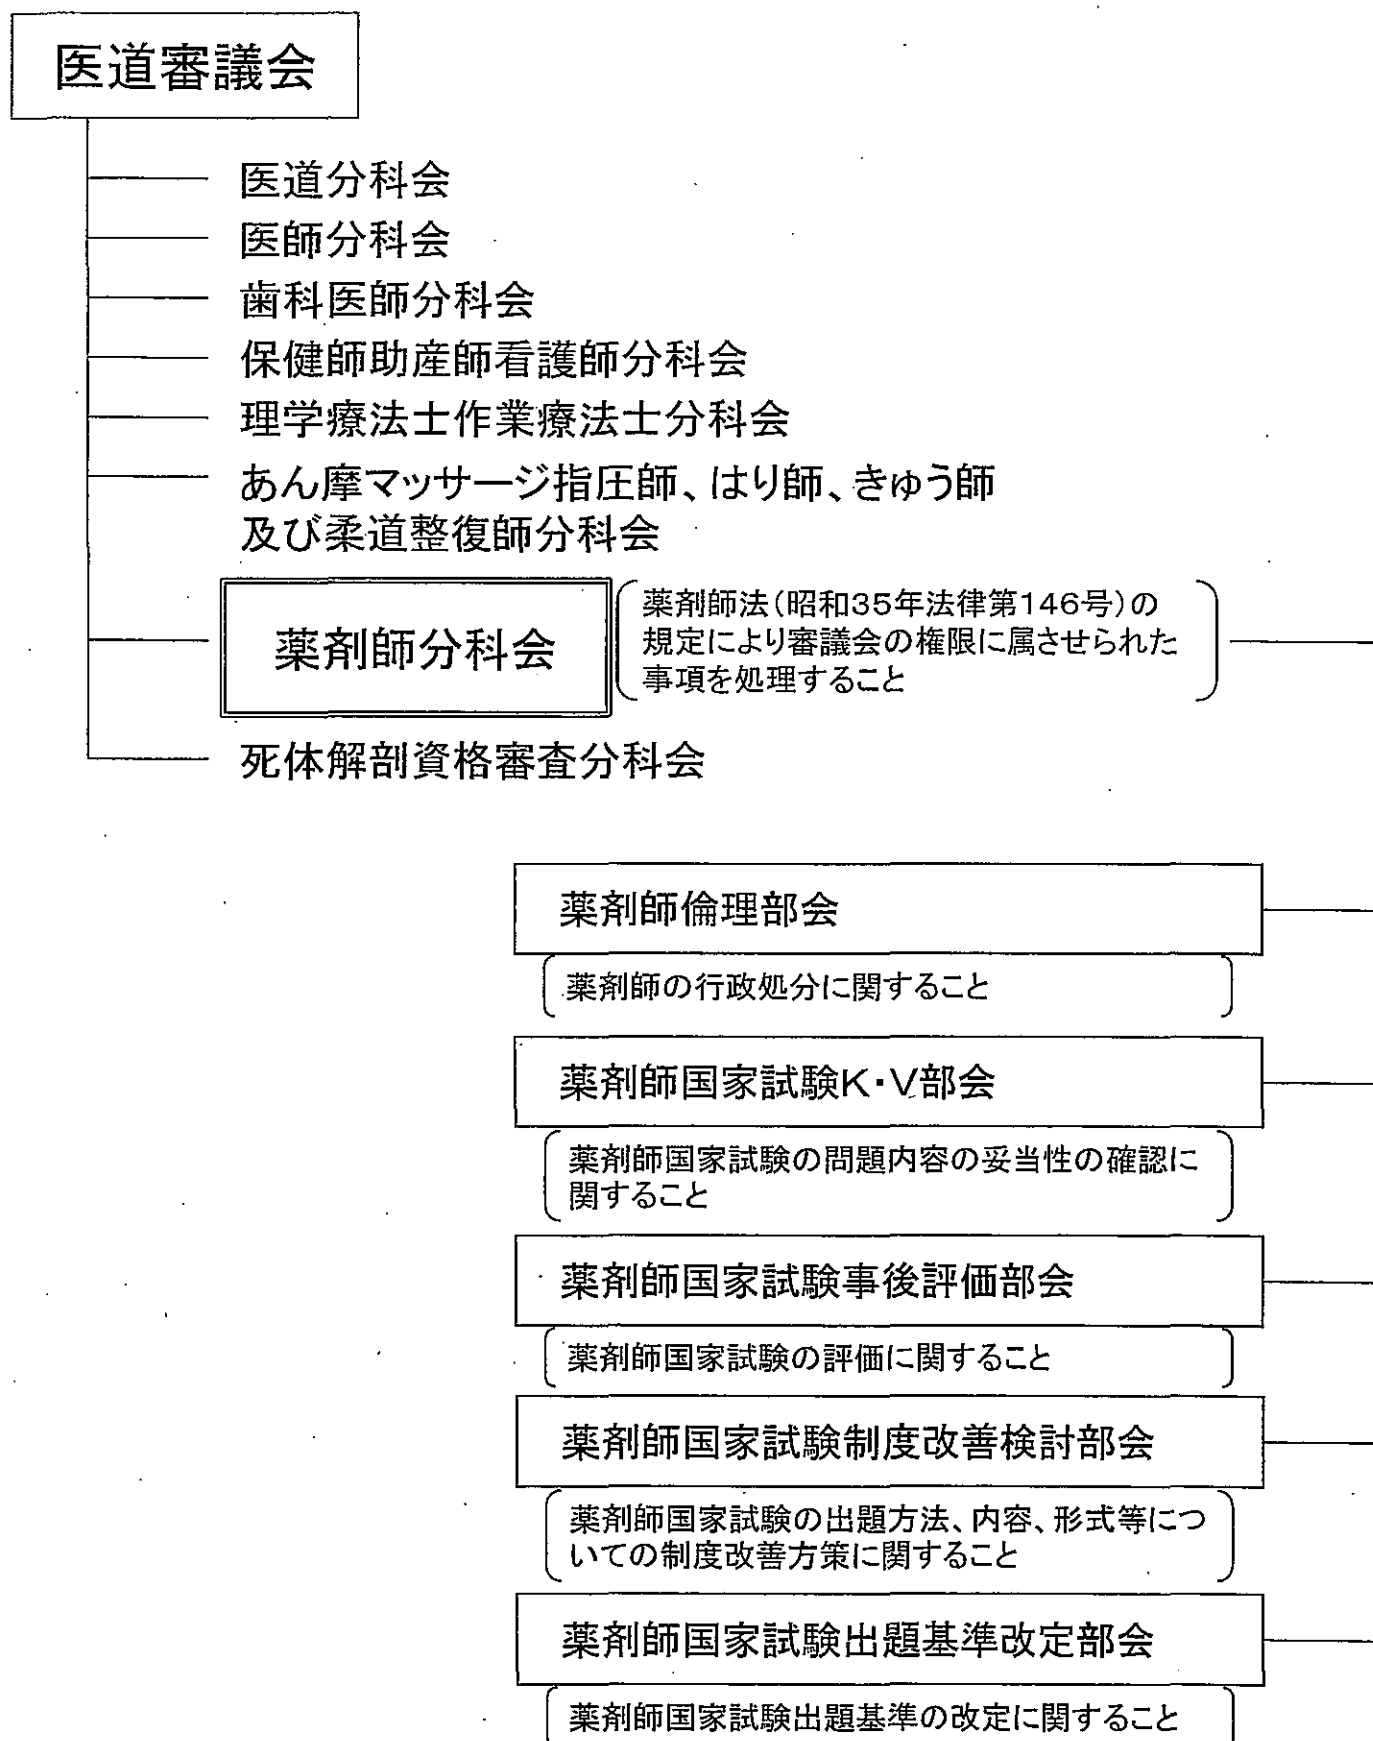 医道審議会
医道分科会
医師分科会
歯科医師分科会
保健師助産師看護師分科会
理学療法士作業療法士分科会
あん摩マッサージ指圧師、はり師、きゅう師
及び柔道整復師分科会
薬剤師分科会
薬剤師法(昭和35年法律第146号)の
規定により審議会の権限に属させられた
事項を処理すること
死体解剖資格審査分科会
薬剤師倫理部会
薬剤師の行政処分に関すること
薬剤師国家試験K・V部会
薬剤師国家試験の問題内容の妥当性の確認に
関すること
薬剤師国家試験事後評価部会
薬剤師国家試験の評価に関すること
薬剤師国家試験制度改善検討部会
薬剤師国家試験の出題方法、内容、形式等につ
いての制度改善方策に関すること
薬剤師国家試験出題基準改定部会
薬剤師国家試験出題基準の改定に関すること